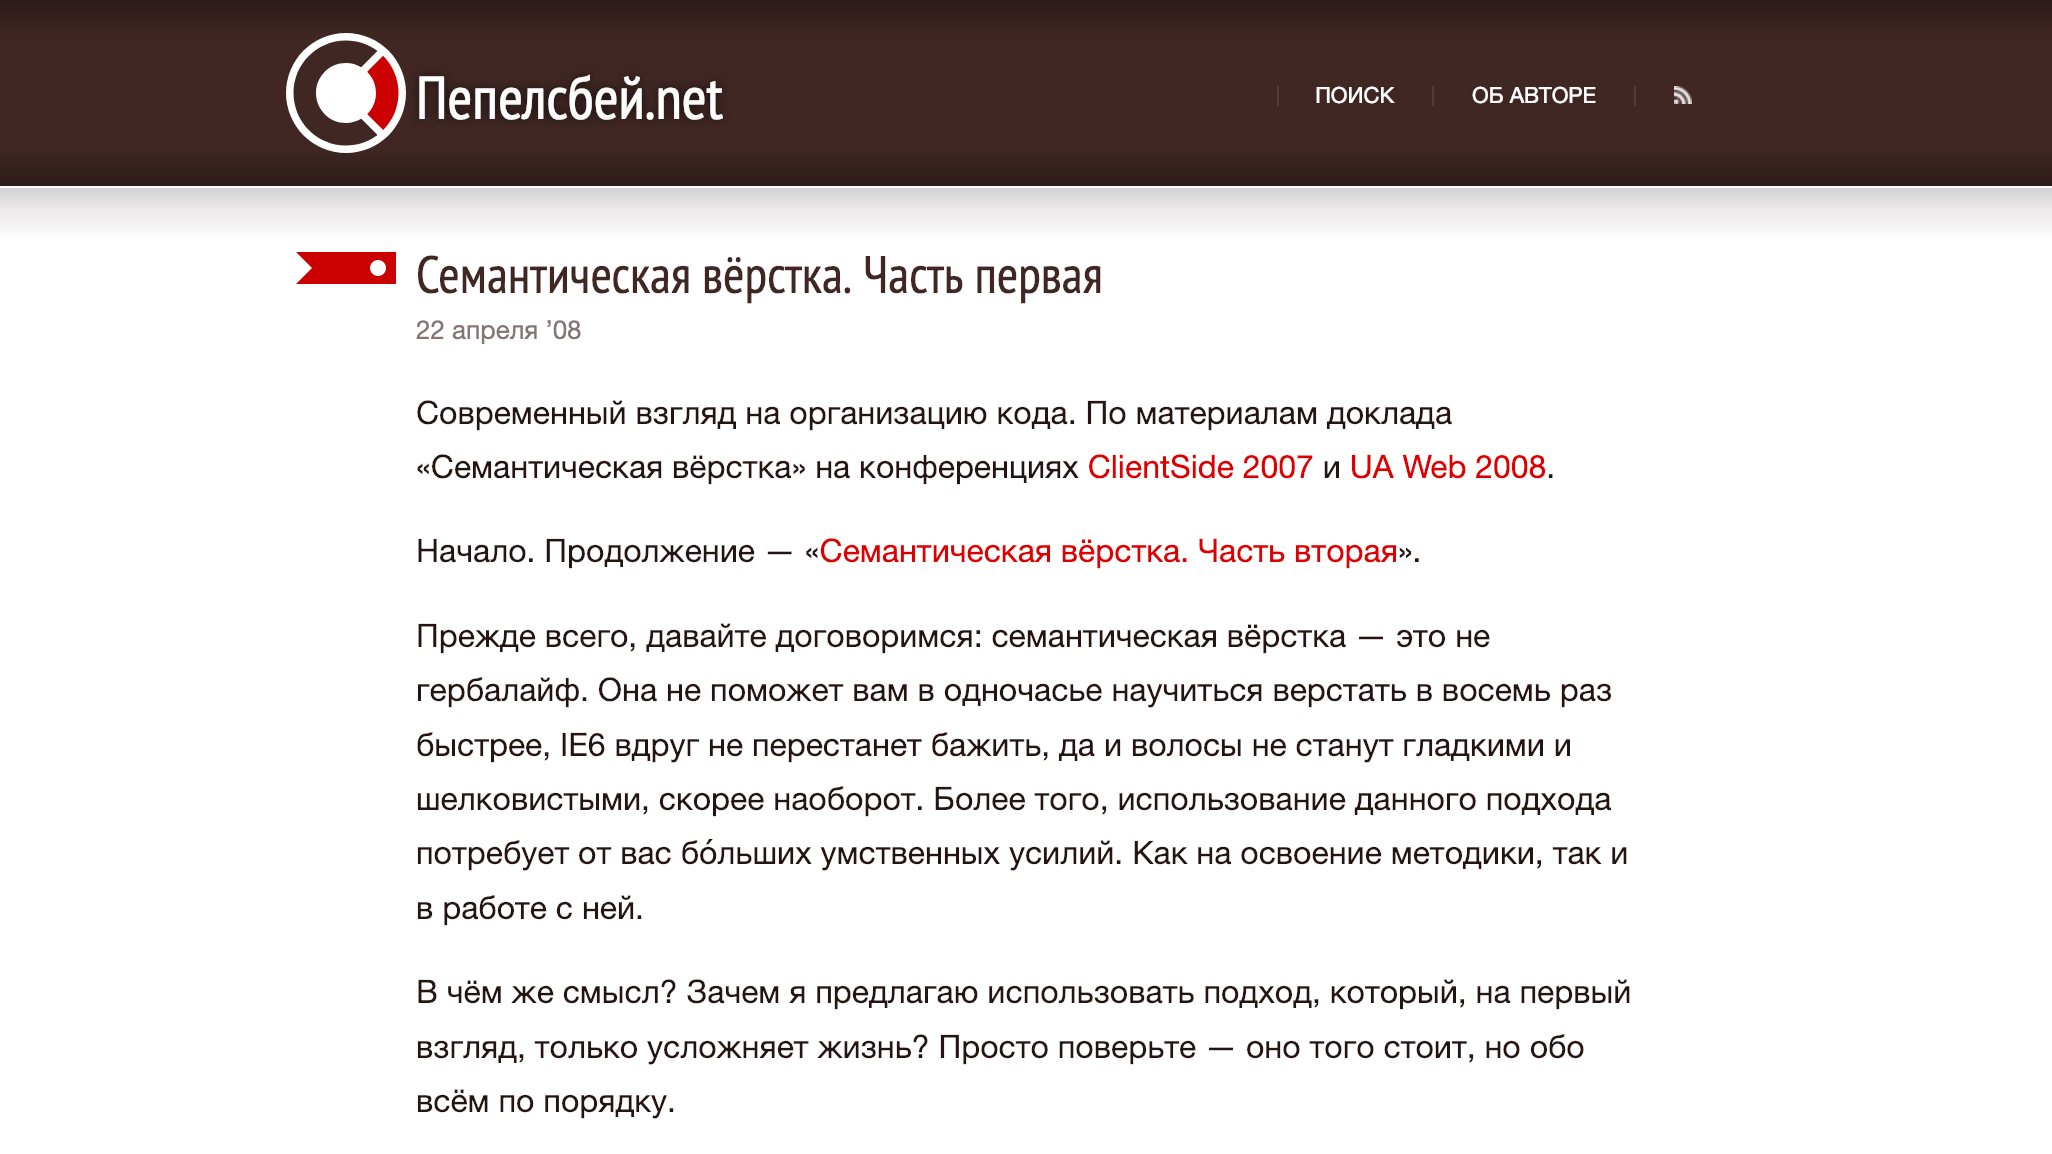 Пепелсбей.net
ПОИСК
ОБ АВТОРЕ
Семантическая вёрстка. Часть первая
22 апреля ’08
Современный взгляд на организацию кода. По материалам доклада
«Семантическая вёрстка» на конференциях ClientSide 2007 и UA Web 2008.
Начало. Продолжение — «Семантическая вёрстка. Часть вторая».
Прежде всего, давайте договоримся: семантическая вёрстка — это не
гербалайф. Она не поможет вам в одночасье научиться верстать в восемь раз
быстрее, IE6 вдруг не перестанет бажить, да и волосы не станут гладкими и
шелковистыми, скорее наоборот. Более того, использование данного подхода
потребует от вас бо́льших умственных усилий. Как на освоение методики, так и
в работе с ней.
В чём же смысл? Зачем я предлагаю использовать подход, который, на первый
взгляд, только усложняет жизнь? Просто поверьте — оно того стоит, но обо
всём по порядку.